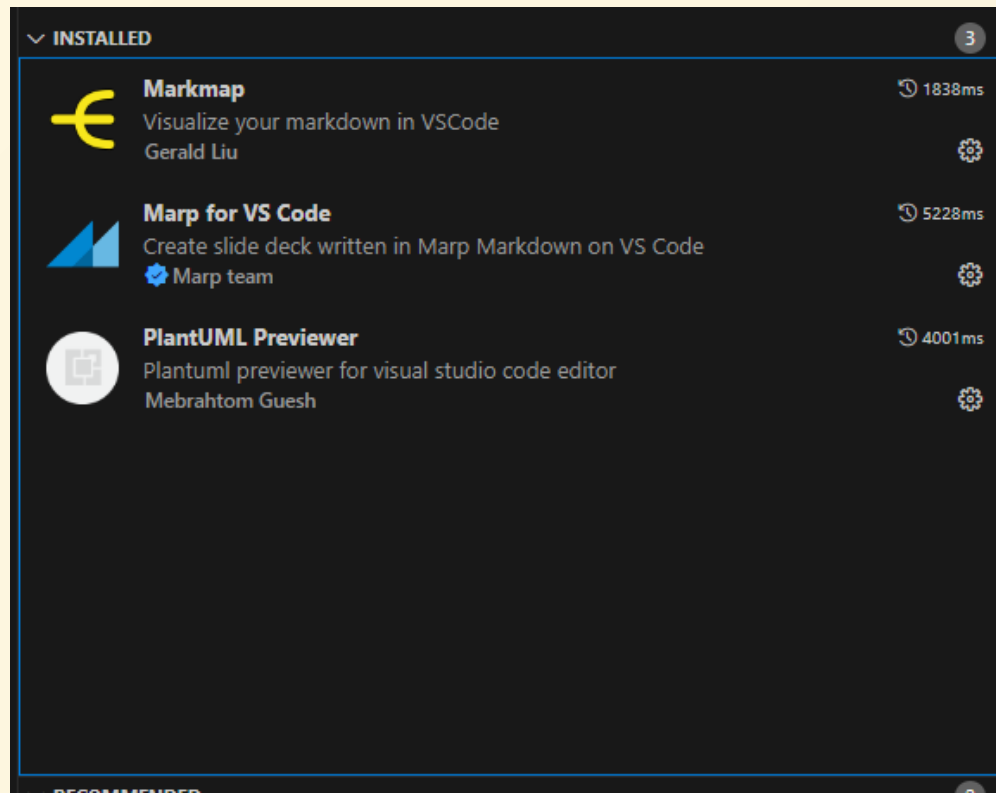 INSTALLED 3
Markmap 1838ms
Visualize your markdown in VSCode
Gerald Liu
Marp for VS Code 5228ms
Create slide deck written in Marp Markdown on VS Code
Marp team
PlantUML Previewer 4001ms
Plantuml previewer for visual studio code editor
Mebrahtom Guesh
RECOMMENDED